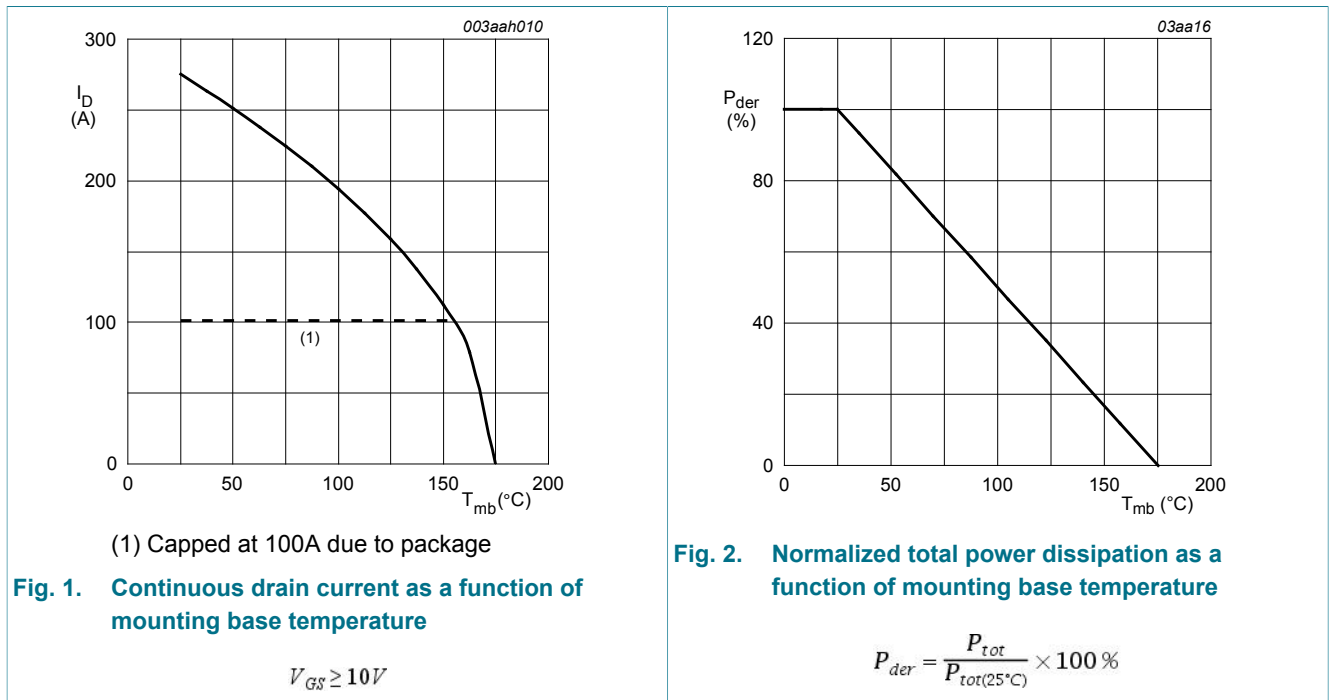 003aah010
300
200
100
0
I_D
(A)
(1)
0 50 100 150 200
T_mb(°C)
(1) Capped at 100A due to package
Fig. 1. Continuous drain current as a function of
mounting base temperature
V_GS ≥ 10V
03aa16
120
80
40
0
P_der
(%)
0 50 100 150 200
T_mb (°C)
Fig. 2. Normalized total power dissipation as a
function of mounting base temperature
P_der = P_tot / P_tot(25°C) × 100 %